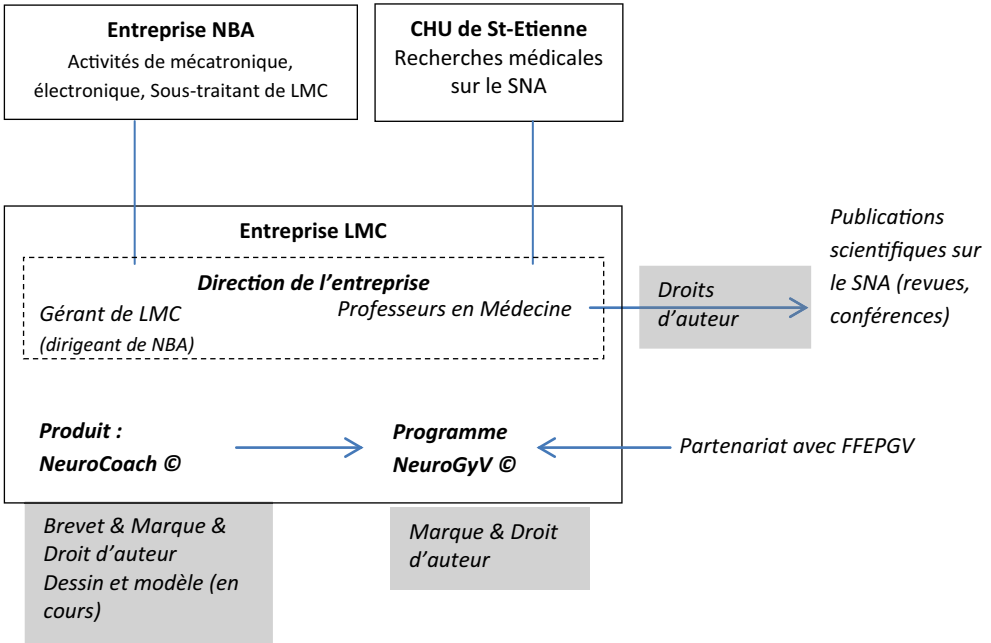 Entreprise NBA
Activités de mécatronique,
électronique, Sous-traitant de LMC
CHU de St-Etienne
Recherches médicales
sur le SNA
Entreprise LMC
Direction de l'entreprise
Gérant de LMC
(dirigeant de NBA)
Professeurs en Médecine
Droits
d'auteur
Publications
scientifiques sur
le SNA (revues,
conférences)
Produit :
NeuroCoach ©
Programme
NeuroGyV ©
Partenariat avec FFEPGV
Brevet & Marque &
Droit d'auteur
Dessin et modèle (en
cours)
Marque & Droit
d'auteur